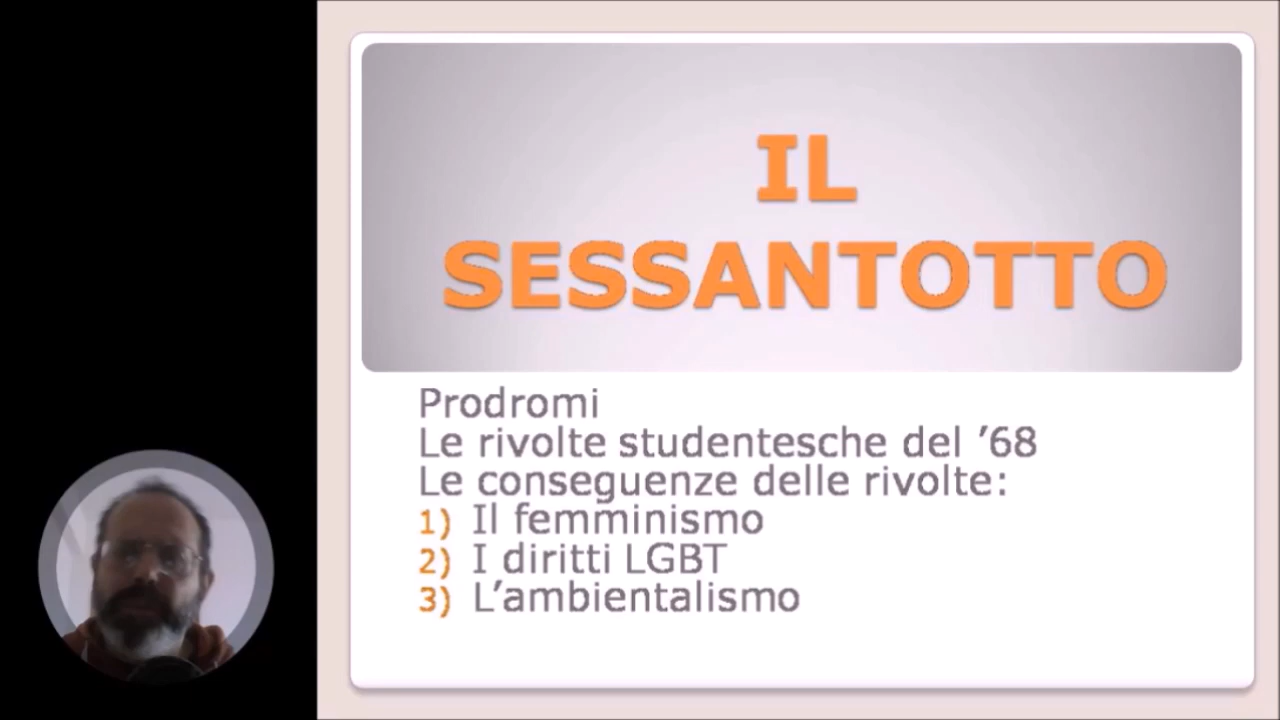 IL
SESSANTOTTO
Prodromi
Le rivolte studentesche del ’68
Le conseguenze delle rivolte:
1) Il femminismo
2) I diritti LGBT
3) L’ambientalismo